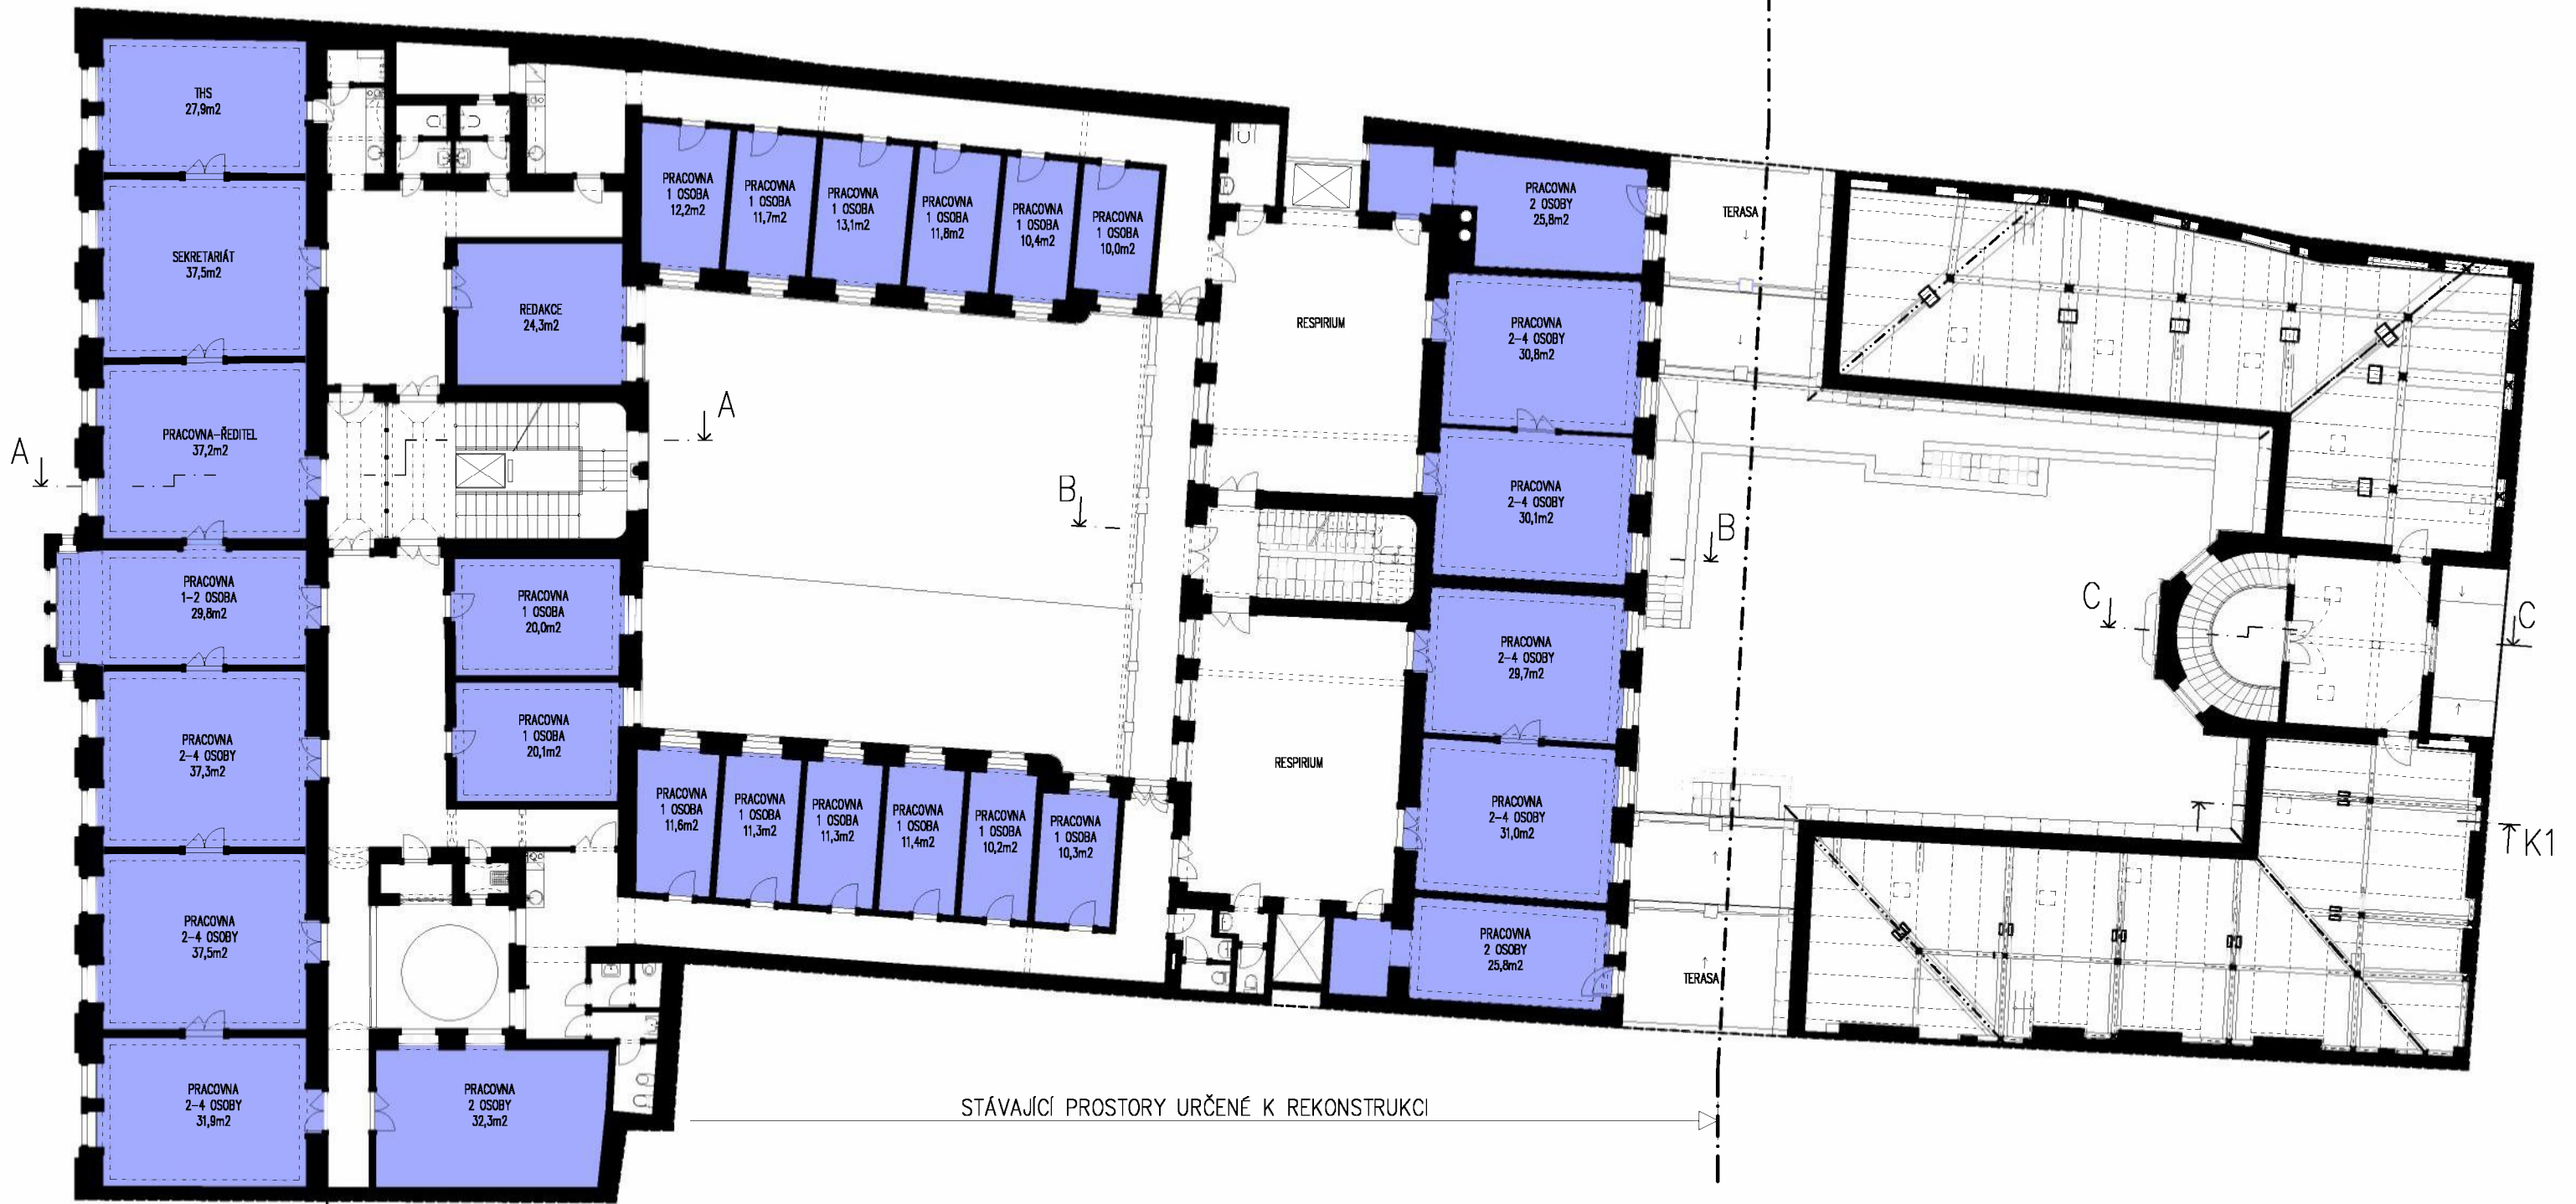 THS
27,9m2
SEKRETARIÁT
37,5m2
PRACOVNA-ŘEDITEL
37,2m2
PRACOVNA
1-2 OSOBA
29,8m2
PRACOVNA
2-4 OSOBY
37,3m2
PRACOVNA
2-4 OSOBY
37,5m2
PRACOVNA
2-4 OSOBY
31,9m2
PRACOVNA
2 OSOBY
32,3m2
REDAKCE
24,3m2
PRACOVNA
1 OSOBA
20,0m2
PRACOVNA
1 OSOBA
20,1m2
PRACOVNA
1 OSOBA
12,2m2
PRACOVNA
1 OSOBA
11,7m2
PRACOVNA
1 OSOBA
13,1m2
PRACOVNA
1 OSOBA
11,8m2
PRACOVNA
1 OSOBA
10,4m2
PRACOVNA
1 OSOBA
10,0m2
PRACOVNA
1 OSOBA
11,6m2
PRACOVNA
1 OSOBA
11,3m2
PRACOVNA
1 OSOBA
11,3m2
PRACOVNA
1 OSOBA
11,4m2
PRACOVNA
1 OSOBA
10,2m2
PRACOVNA
1 OSOBA
10,3m2
RESPIRIUM
RESPIRIUM
PRACOVNA
2 OSOBY
25,8m2
PRACOVNA
2-4 OSOBY
30,8m2
PRACOVNA
2-4 OSOBY
30,1m2
PRACOVNA
2-4 OSOBY
29,7m2
PRACOVNA
2-4 OSOBY
31,0m2
PRACOVNA
2 OSOBY
25,8m2
TERASA
TERASA
A
A
B
B
C
C
K1
STÁVAJÍCÍ PROSTORY URČENÉ K REKONSTRUKCI